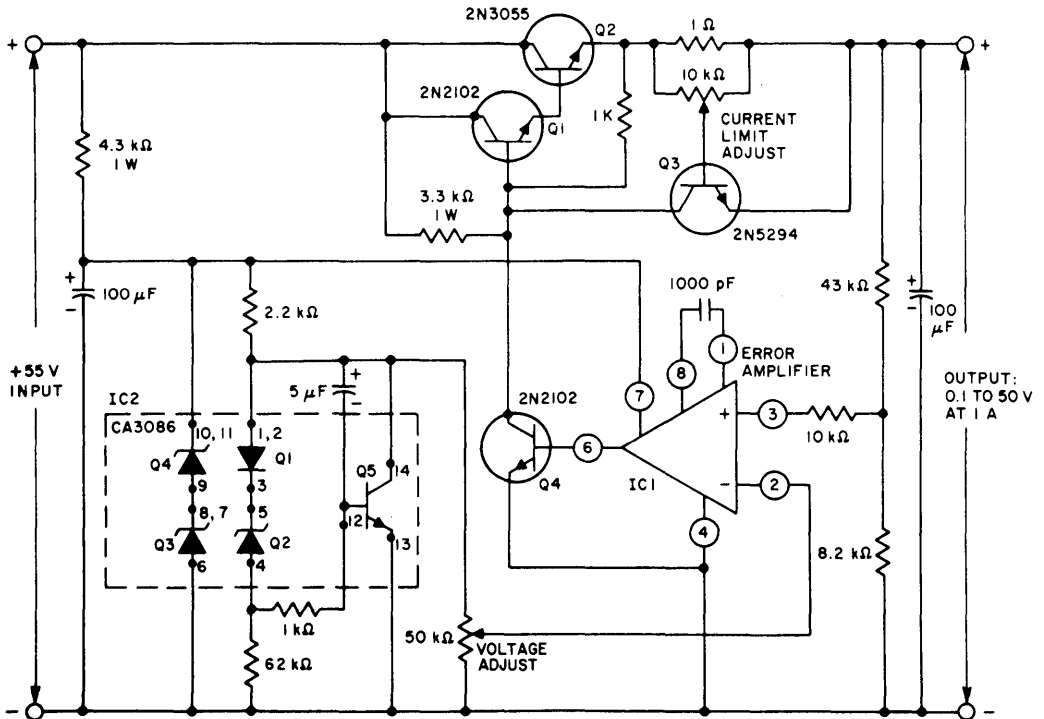 2N3055
Q2
1 Ω
+
+
10 kΩ
2N2102
Q1
1 K
CURRENT
LIMIT
ADJUST
4.3 kΩ
1 W
Q3
3.3 kΩ
1 W
2N5294
+
100 µF
-
2.2 kΩ
1000 pF
43 kΩ
+
100
µF
-
+55 V
INPUT
5 µF
+
-
7
8
1
ERROR
AMPLIFIER
OUTPUT:
0.1 TO 50 V
AT 1 A
IC2
CA3086
10, 11
1, 2
Q4
Q1
Q5
14
2N2102
+
3
10 kΩ
6
IC1
-
2
9
3
8, 7
5
12
Q4
Q3
Q2
13
4
6
4
8.2 kΩ
1 kΩ
50 kΩ
VOLTAGE
ADJUST
62 kΩ
-
-